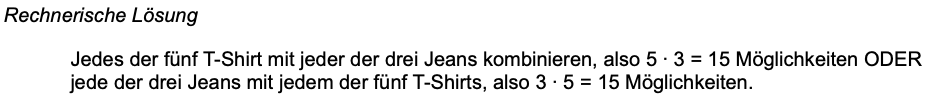 Rechnerische Lösung
Jedes der fünf T-Shirt mit jeder der drei Jeans kombinieren, also 5 · 3 = 15 Möglichkeiten ODER
jede der drei Jeans mit jedem der fünf T-Shirts, also 3 · 5 = 15 Möglichkeiten.